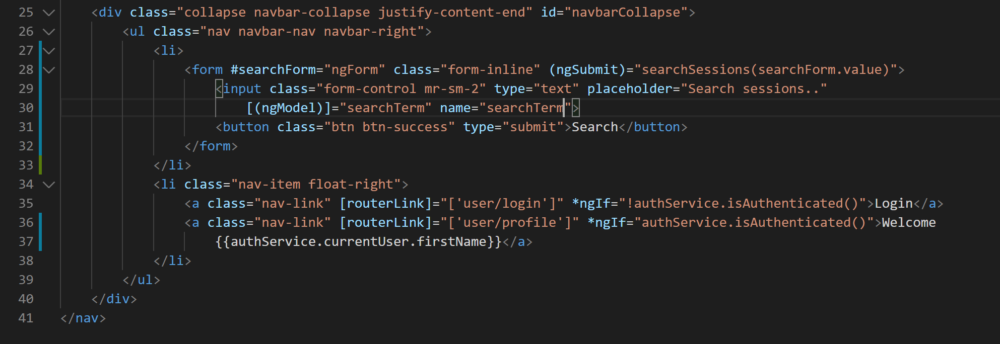 25 <div class="collapse navbar-collapse justify-content-end" id="navbarCollapse">
26 <ul class="nav navbar-nav navbar-right">
27 <li>
28 <form #searchForm="ngForm" class="form-inline" (ngSubmit)="searchSessions(searchForm.value)">
29 <input class="form-control mr-sm-2" type="text" placeholder="Search sessions.."
30 [(ngModel)]="searchTerm" name="searchTerm">
31 <button class="btn btn-success" type="submit">Search</button>
32 </form>
33 </li>
34 <li class="nav-item float-right">
35 <a class="nav-link" [routerLink]="['user/login']" *ngIf="!authService.isAuthenticated()">Login</a>
36 <a class="nav-link" [routerLink]="['user/profile']" *ngIf="authService.isAuthenticated()">Welcome
37 {{authService.currentUser.firstName}}</a>
38 </li>
39 </ul>
40 </div>
41 </nav>